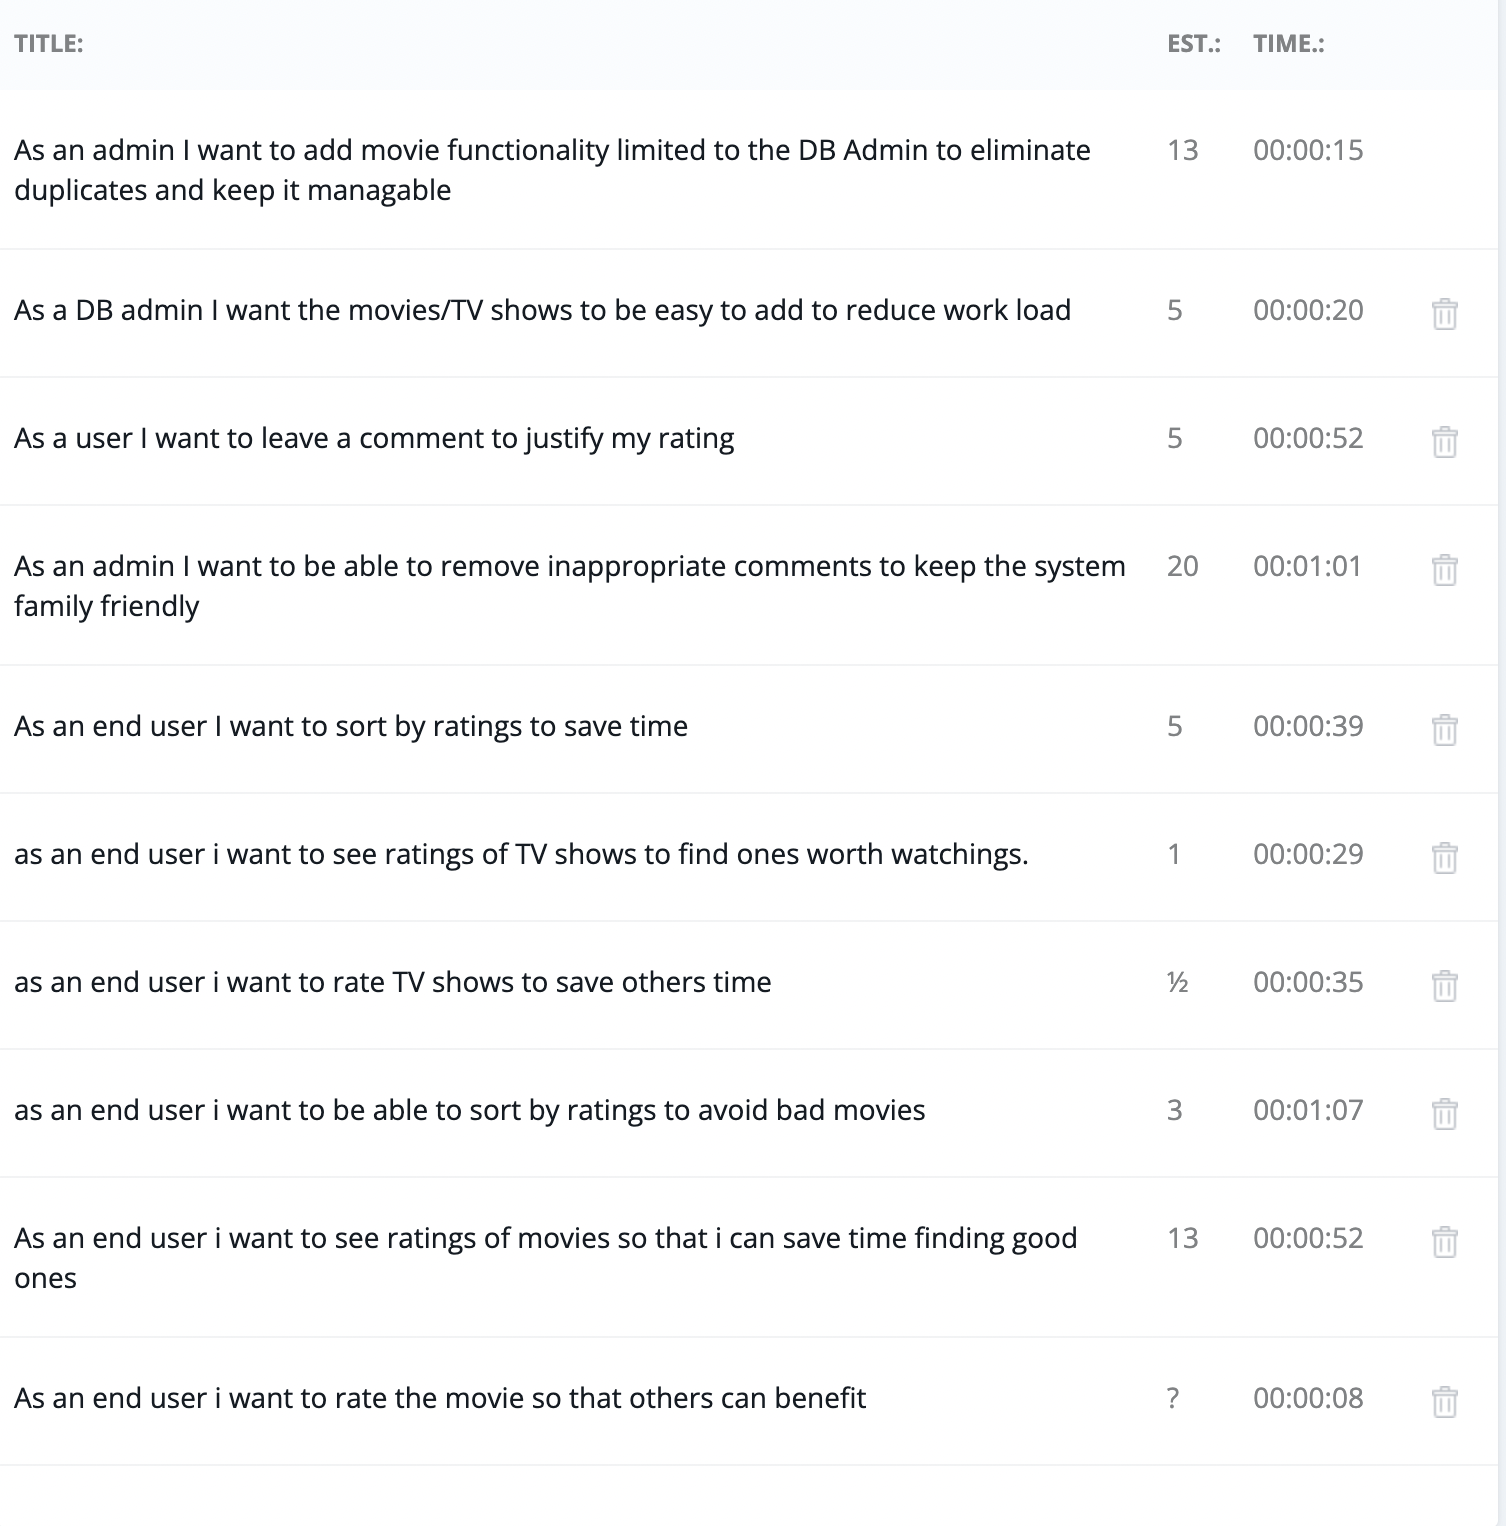 TITLE: EST.: TIME.:
As an admin I want to add movie functionality limited to the DB Admin to eliminate 13 00:00:15
duplicates and keep it managable
As a DB admin I want the movies/TV shows to be easy to add to reduce work load 5 00:00:20
As a user I want to leave a comment to justify my rating 5 00:00:52
As an admin I want to be able to remove inappropriate comments to keep the system 20 00:01:01
family friendly
As an end user I want to sort by ratings to save time 5 00:00:39
as an end user i want to see ratings of TV shows to find ones worth watchings. 1 00:00:29
as an end user i want to rate TV shows to save others time ½ 00:00:35
as an end user i want to be able to sort by ratings to avoid bad movies 3 00:01:07
As an end user i want to see ratings of movies so that i can save time finding good 13 00:00:52
ones
As an end user i want to rate the movie so that others can benefit ? 00:00:08